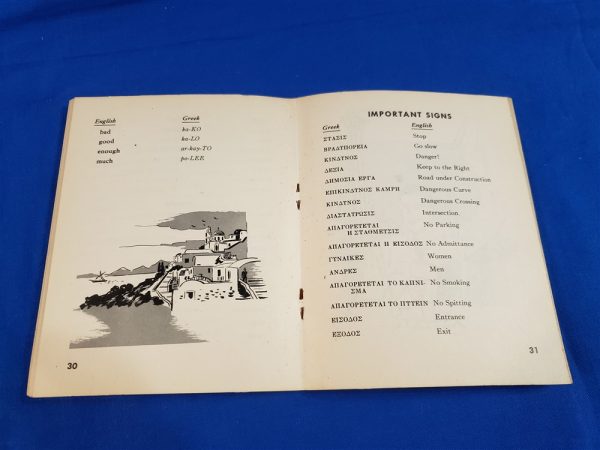 English Greek
bad ka-KO
good ka-LO
enough ar-kay-TO
much po-LEE
30
IMPORTANT SIGNS
Greek English
ΣΤΑΣΙΣ Stop
ΒΡΑΔΥΠΟΡΕΙΑ Go slow
ΚΙΝΔΥΝΟΣ Danger!
ΔΕΞΙΑ Keep to the Right
ΔΗΜΟΣΙΑ ΕΡΓΑ Road under Construction
ΕΠΙΚΙΝΔΥΝΟΣ ΚΑΜΡΗ Dangerous Curve
ΚΙΝΔΥΝΟΣ Dangerous Crossing
ΔΙΑΣΤΑΥΡΩΣΙΣ Intersection
ΑΠΑΓΟΡΕΥΕΤΑΙ No Parking
Η ΣΤΑΘΜΕΥΣΙΣ
ΑΠΑΓΟΡΕΥΕΤΑΙ Η ΕΙΣΟΔΟΣ No Admittance
ΓΥΝΑΙΚΕΣ Women
ΑΝΔΡΕΣ Men
ΑΠΑΓΟΡΕΥΕΤΑΙ ΤΟ ΚΑΠΝΙ- No Smoking
ΣΜΑ
ΑΠΑΓΟΡΕΥΕΤΑΙ ΤΟ ΠΤΥΕΙΝ No Spitting
ΕΙΣΟΔΟΣ Entrance
ΕΞΟΔΟΣ Exit
31